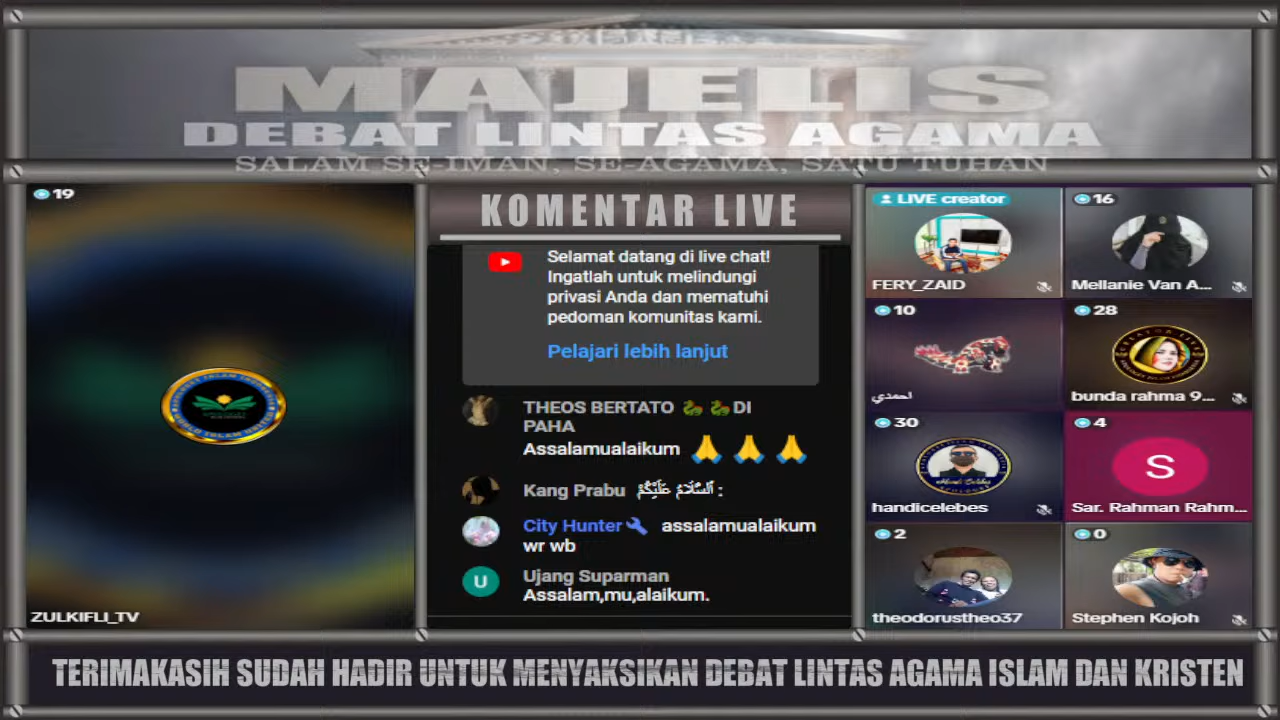 MAJELIS
DEBAT LINTAS AGAMA
SALAM SE-IMAN, SE-AGAMA, SATU TUHAN
19
ZULKIFLI_TV
KOMENTAR LIVE
Selamat datang di live chat!
Ingatlah untuk melindungi
privasi Anda dan mematuhi
pedoman komunitas kami.
Pelajari lebih lanjut
THEOS BERTATO 🐉 🐉DI
PAHA
Assalamualaikum 🙏 🙏 🙏
Kang Prabu اَلسَّلَامُ عَلَيْكُمْ :
City Hunter🔧 assalamualaikum
wr wb
U
Ujang Suparman
Assalam,mu,alaikum.
LIVE creator
FERY_ZAID
16
Mellanie Van A...
10
احمدي
28
bunda rahma 9...
30
handicelebes
4
S
Sar. Rahman Rahm...
2
theodorustheo37
0
Stephen Kojoh
TERIMAKASIH SUDAH HADIR UNTUK MENYAKSIKAN DEBAT LINTAS AGAMA ISLAM DAN KRISTEN